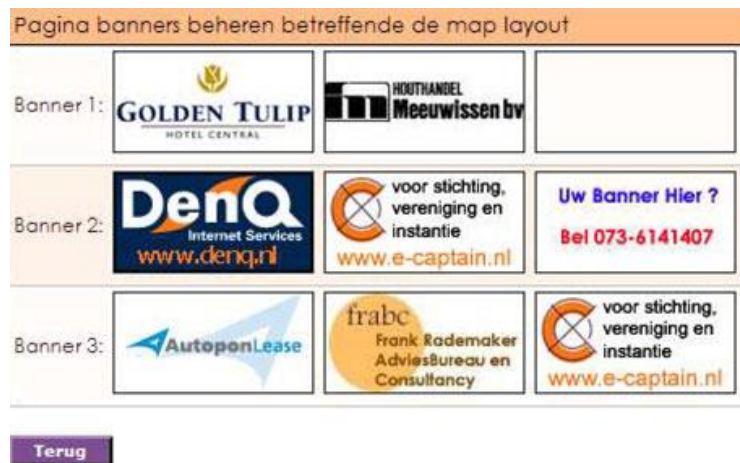 Pagina banners beheren betreffende de map layout
Banner 1:
GOLDEN TULIP
HOTEL CENTRAL
HOUTHANDEL
Meeuwissen bv
Banner 2:
DenQ
Internet Services
www.denq.nl
voor stichting,
vereniging en
instantie
www.e-captain.nl
Uw Banner Hier ?
Bel 073-6141407
Banner 3:
AutoponLease
frabc
Frank Rademaker
AdviesBureau en
Consultancy
voor stichting,
vereniging en
instantie
www.e-captain.nl
Terug